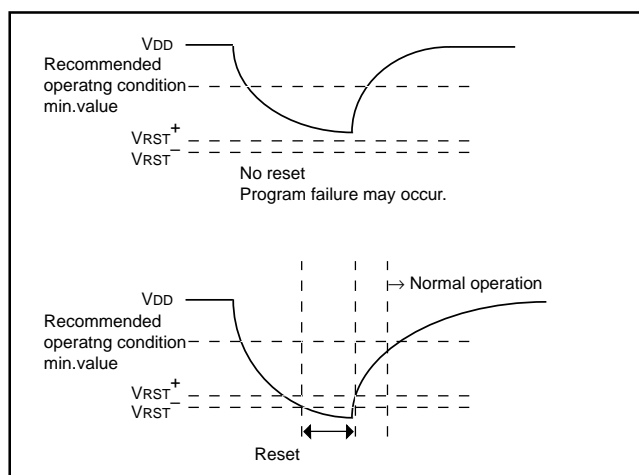 VDD
Recommended
operatng condition
min.value
VRST+
VRST–
No reset
Program failure may occur.
→ Normal operation
VDD
Recommended
operatng condition
min.value
VRST+
VRST–
Reset